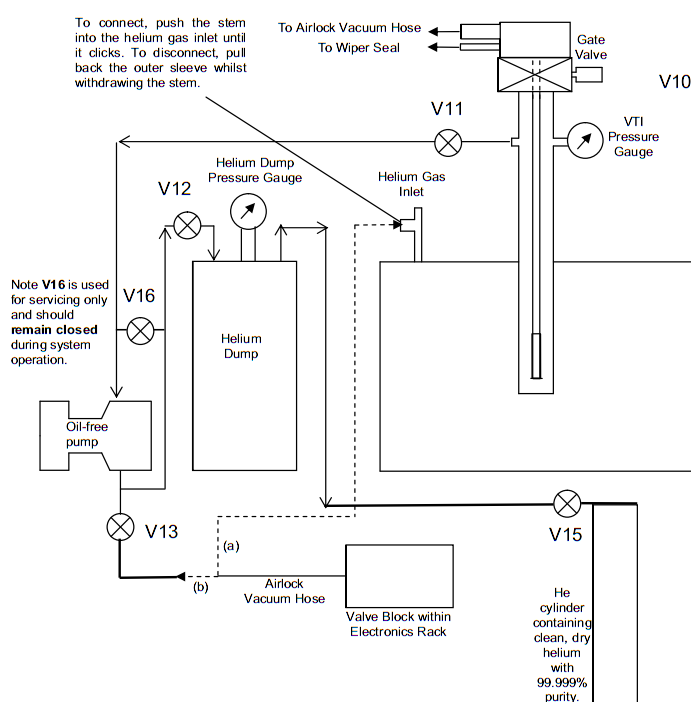 To connect, push the stem
into the helium gas inlet until
it clicks. To disconnect, pull
back the outer sleeve whilst
withdrawing the stem.
To Airlock Vacuum Hose
To Wiper Seal
Gate
Valve
V10
V11
VTI
Pressure
Gauge
Helium Dump
Pressure Gauge
Helium Gas
Inlet
V12
Note V16 is used
for servicing only
and should
remain closed
during system
operation.
V16
Helium
Dump
Oil-free
pump
V13
V15
(a)
(b)
Airlock
Vacuum Hose
Valve Block within
Electronics Rack
He
cylinder
containing
clean, dry
helium
with
99.999%
purity.